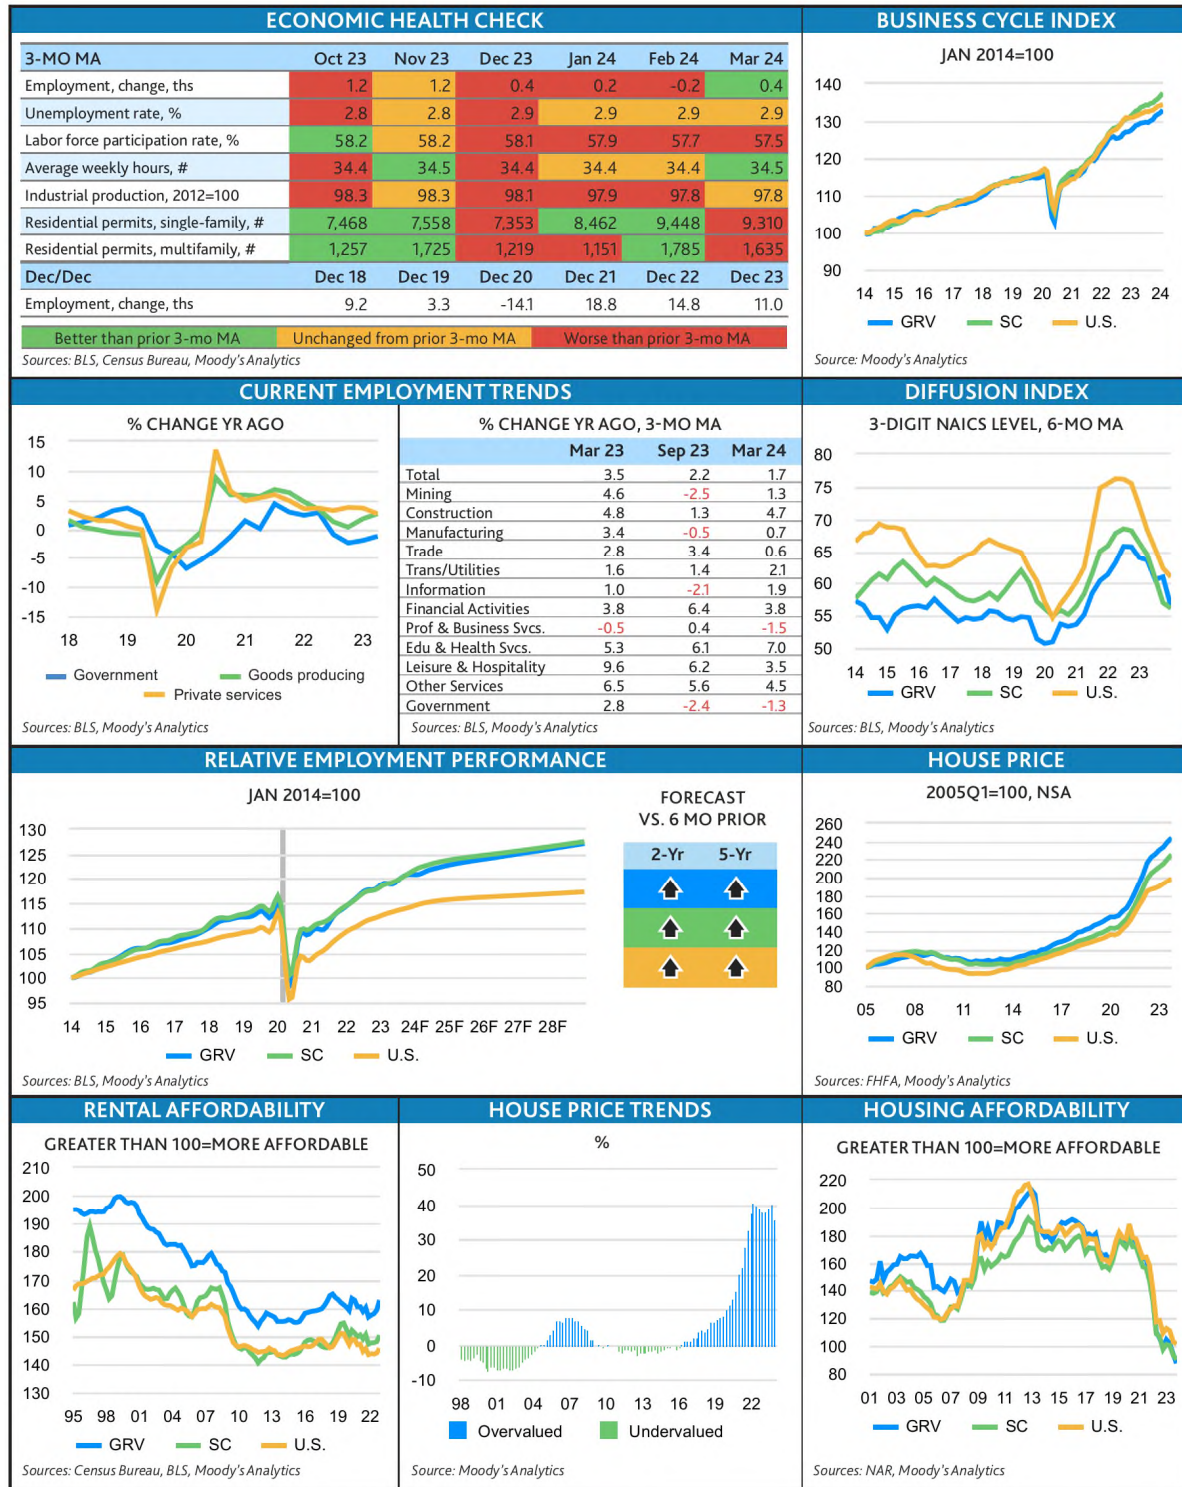 ECONOMIC HEALTH CHECK
3-MO MA Oct 23 Nov 23 Dec 23 Jan 24 Feb 24 Mar 24
Employment, change, ths 1.2 1.2 0.4 0.2 -0.2 0.4
Unemployment rate, % 2.8 2.8 2.9 2.9 2.9 2.9
Labor force participation rate, % 58.2 58.2 58.1 57.9 57.7 57.5
Average weekly hours, # 34.4 34.5 34.4 34.4 34.4 34.5
Industrial production, 2012=100 98.3 98.3 98.1 97.9 97.8 97.8
Residential permits, single-family, # 7,468 7,558 7,353 8,462 9,448 9,310
Residential permits, multifamily, # 1,257 1,725 1,219 1,151 1,785 1,635
Dec/Dec Dec 18 Dec 19 Dec 20 Dec 21 Dec 22 Dec 23
Employment, change, ths 9.2 3.3 -14.1 18.8 14.8 11.0
Better than prior 3-mo MA Unchanged from prior 3-mo MA Worse than prior 3-mo MA
Sources: BLS, Census Bureau, Moody's Analytics
BUSINESS CYCLE INDEX
JAN 2014=100
140
130
120
110
100
90
14 15 16 17 18 19 20 21 22 23 24
GRV SC U.S.
Source: Moody's Analytics
CURRENT EMPLOYMENT TRENDS
% CHANGE YR AGO
15
10
5
0
-5
-10
-15
18 19 20 21 22 23
Government Goods producing
Private services
Sources: BLS, Moody's Analytics
% CHANGE YR AGO, 3-MO MA
Mar 23 Sep 23 Mar 24
Total 3.5 2.2 1.7
Mining 4.6 -2.5 1.3
Construction 4.8 1.3 4.7
Manufacturing 3.4 -0.5 0.7
Trade 2.8 3.4 0.6
Trans/Utilities 1.6 1.4 2.1
Information 1.0 -2.1 1.9
Financial Activities 3.8 6.4 3.8
Prof & Business Svcs. -0.5 0.4 -1.5
Edu & Health Svcs. 5.3 6.1 7.0
Leisure & Hospitality 9.6 6.2 3.5
Other Services 6.5 5.6 4.5
Government 2.8 -2.4 -1.3
Sources: BLS, Moody's Analytics
DIFFUSION INDEX
3-DIGIT NAICS LEVEL, 6-MO MA
80
75
70
65
60
55
50
14 15 16 17 18 19 20 21 22 23
GRV SC U.S.
Sources: BLS, Moody's Analytics
RELATIVE EMPLOYMENT PERFORMANCE
JAN 2014=100
130
125
120
115
110
105
100
95
14 15 16 17 18 19 20 21 22 23 24F 25F 26F 27F 28F
GRV SC U.S.
Sources: BLS, Moody's Analytics
FORECAST
VS. 6 MO PRIOR
2-Yr 5-Yr
HOUSE PRICE
2005Q1=100, NSA
260
240
220
200
180
160
140
120
100
80
05 08 11 14 17 20 23
GRV SC U.S.
Sources: FHFA, Moody's Analytics
RENTAL AFFORDABILITY
GREATER THAN 100=MORE AFFORDABLE
210
200
190
180
170
160
150
140
130
95 98 01 04 07 10 13 16 19 22
GRV SC U.S.
Sources: Census Bureau, BLS, Moody's Analytics
HOUSE PRICE TRENDS
%
50
40
30
20
10
0
-10
98 01 04 07 10 13 16 19 22
Overvalued Undervalued
Source: Moody's Analytics
HOUSING AFFORDABILITY
GREATER THAN 100=MORE AFFORDABLE
220
200
180
160
140
120
100
80
01 03 05 07 09 11 13 15 17 19 21 23
GRV SC U.S.
Sources: NAR, Moody's Analytics